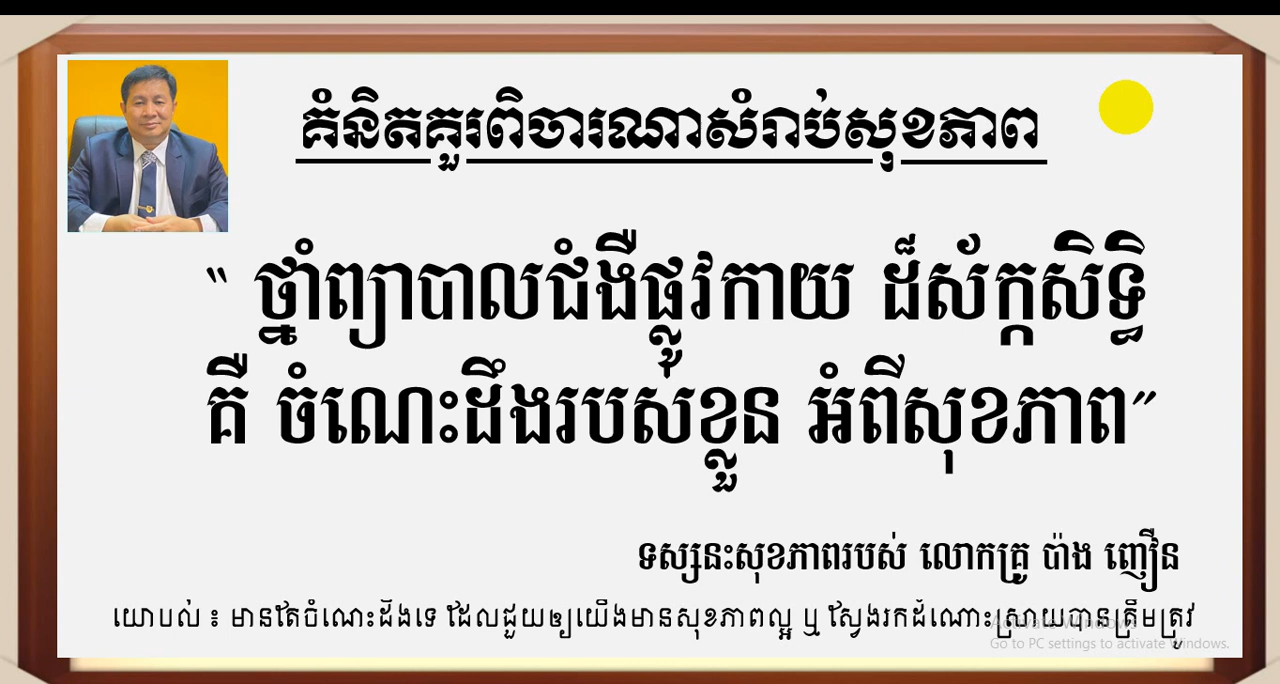 គំនិតគួរពិចារណាសំរាប់សុខភាព
“ ថ្នាំព្យាបាលជំងឺផ្លូវកាយ ដ៏ស័ក្កសិទ្ធិ
គឺ ចំណេះដឹងរបស់ខ្លួន អំពីសុខភាព”
ទស្សនះសុខភាពរបស់ លោកគ្រូ ប៉ាង ញឿន
យោបល់ ៖ មានតែចំណេះដឹងទេ ដែលជួយឲ្យយើងមានសុខភាពល្អ ឬ ស្វែងរកដំណោះស្រាយបានត្រឹមត្រូវ
Activate Windows
Go to PC settings to activate Windows.